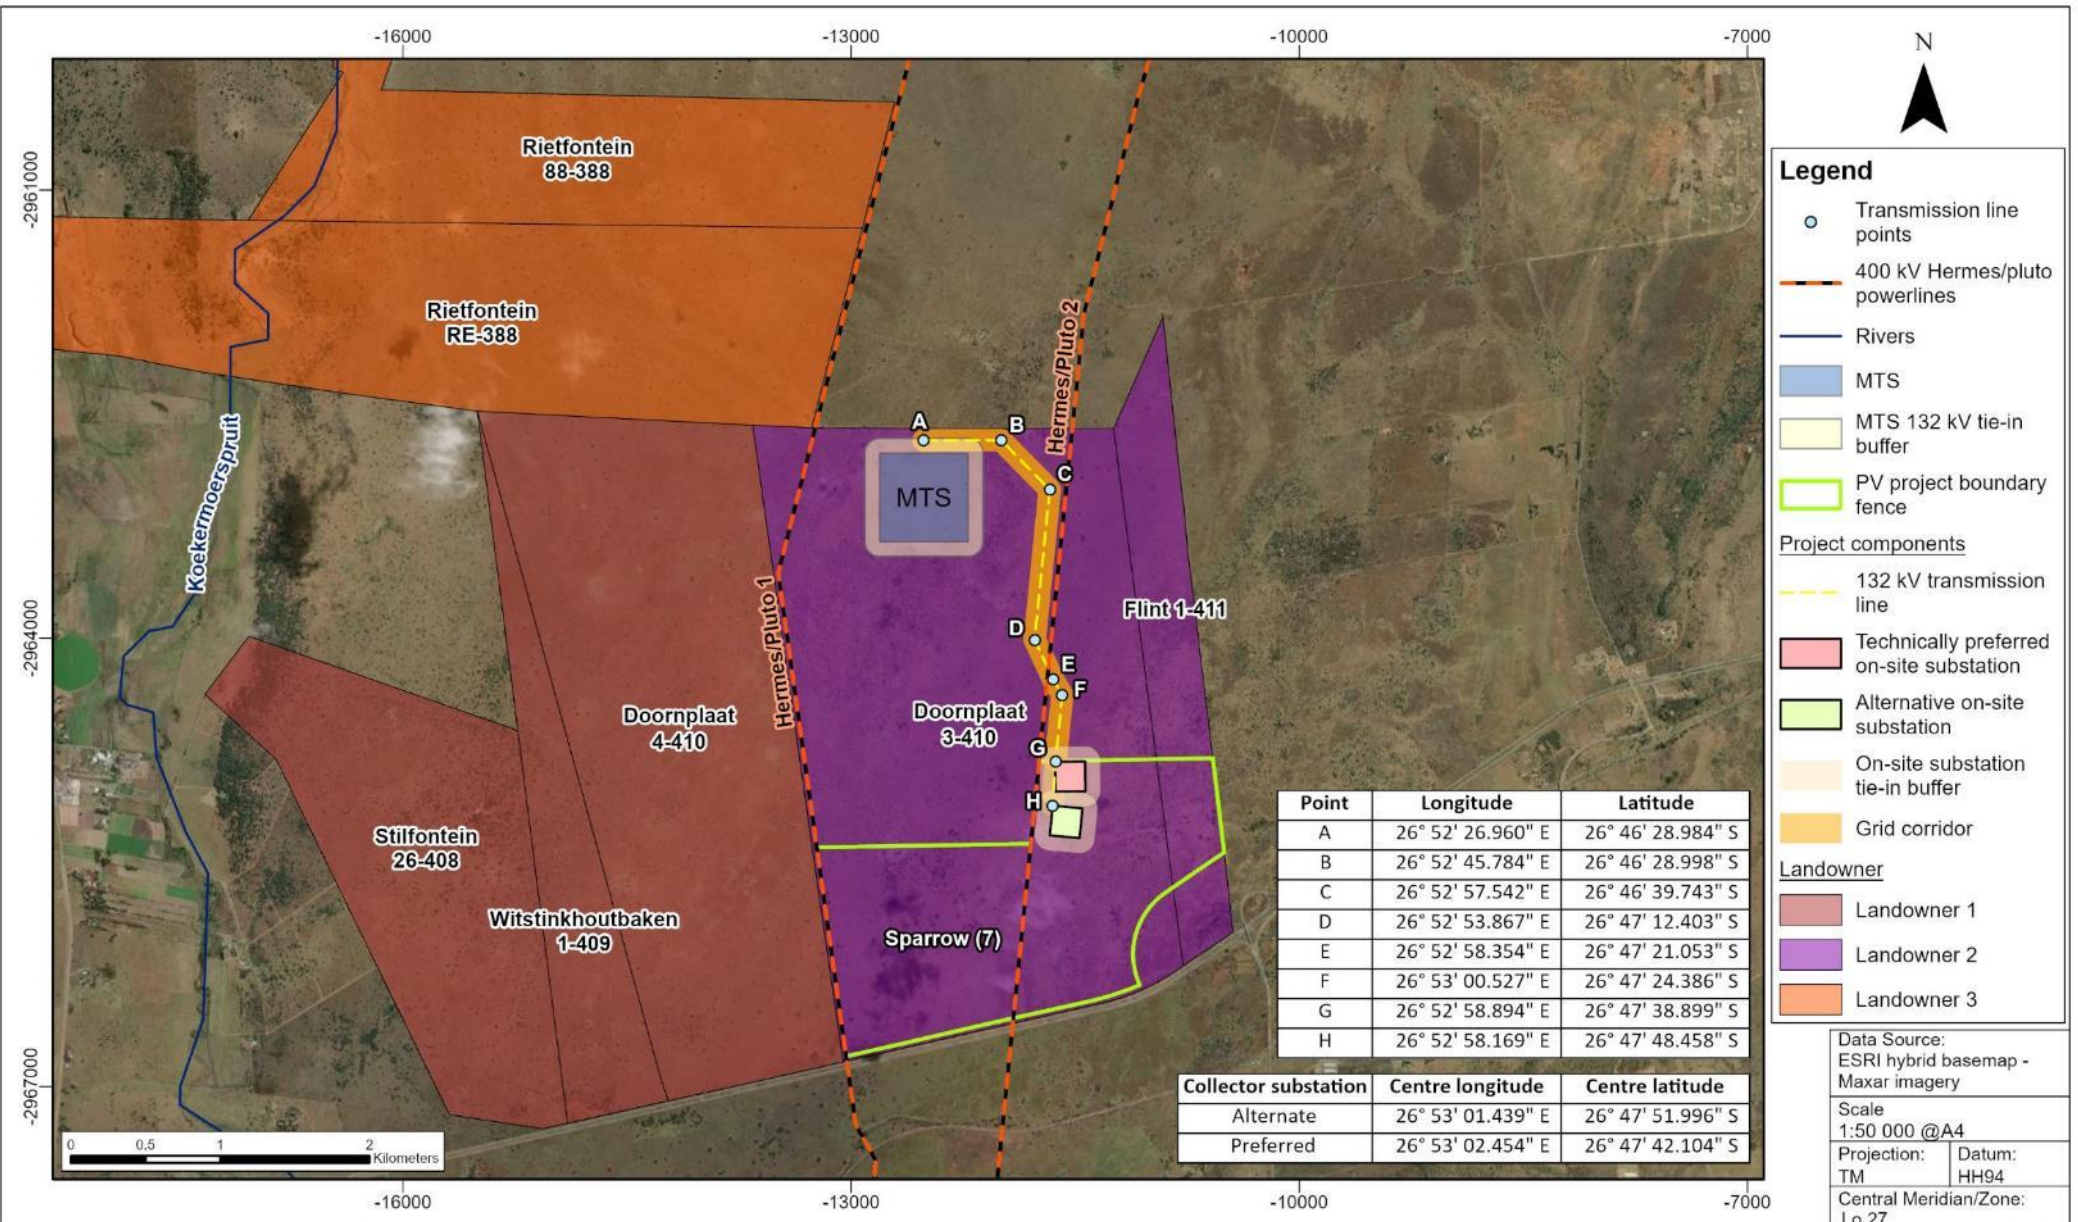 -16000
-13000
-10000
-7000
-2961000
-2964000
-2967000
-16000
-13000
-10000
-7000
N
Rietfontein
88-388
Rietfontein
RE-388
Koekermoerspruit
Hermes/Pluto 2
Hermes/Pluto 1
A
B
C
D
E
F
G
H
MTS
Flint 1-411
Doornplaat
4-410
Doornplaat
3-410
Stilfontein
26-408
Witstinkhoutbaken
1-409
Sparrow (7)
0 0.5 1 2
Kilometers
Point Longitude Latitude
A 26° 52' 26.960" E 26° 46' 28.984" S
B 26° 52' 45.784" E 26° 46' 28.998" S
C 26° 52' 57.542" E 26° 46' 39.743" S
D 26° 52' 53.867" E 26° 47' 12.403" S
E 26° 52' 58.354" E 26° 47' 21.053" S
F 26° 53' 00.527" E 26° 47' 24.386" S
G 26° 52' 58.894" E 26° 47' 38.899" S
H 26° 52' 58.169" E 26° 47' 48.458" S
Collector substation Centre longitude Centre latitude
Alternate 26° 53' 01.439" E 26° 47' 51.996" S
Preferred 26° 53' 02.454" E 26° 47' 42.104" S
Legend
Transmission line
points
400 kV Hermes/pluto
powerlines
Rivers
MTS
MTS 132 kV tie-in
buffer
PV project boundary
fence
Project components
132 kV transmission
line
Technically preferred
on-site substation
Alternative on-site
substation
On-site substation
tie-in buffer
Grid corridor
Landowner
Landowner 1
Landowner 2
Landowner 3
Data Source:
ESRI hybrid basemap -
Maxar imagery
Scale
1:50 000 @A4
Projection:
TM
Datum:
HH94
Central Meridian/Zone:
Lo 27